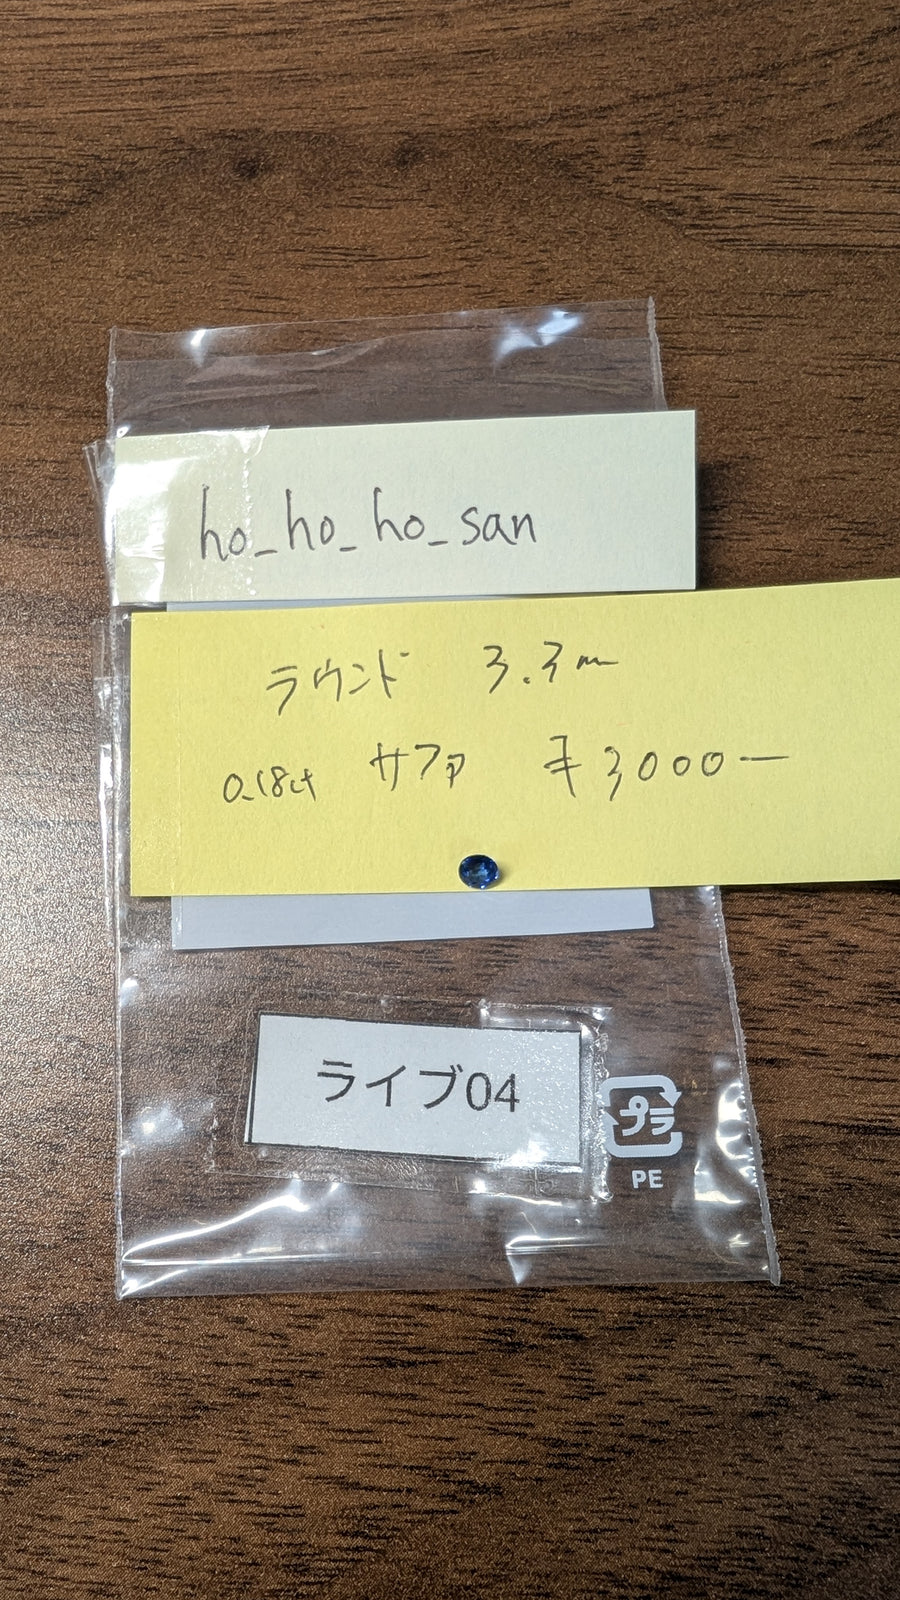 ho_ho_ho_san
ラウンド 3.3mm
0.18ct サファ ¥3000ー
ライブ04
プラ
PE